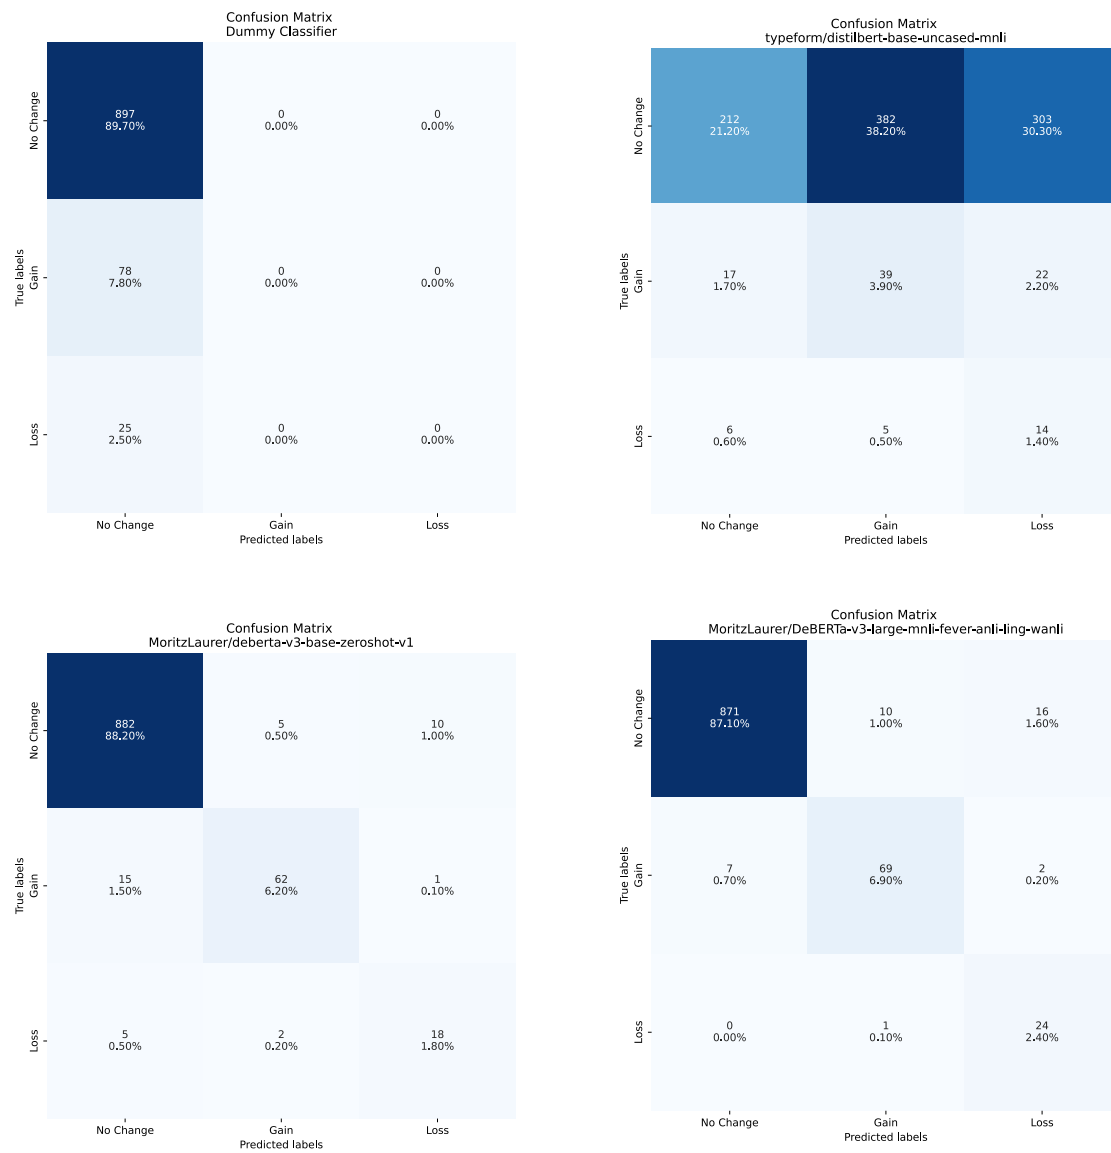 Confusion Matrix
Dummy Classifier
No Change
897
89.70%
0
0.00%
0
0.00%
True labels
Gain
78
7.80%
0
0.00%
0
0.00%
Loss
25
2.50%
0
0.00%
0
0.00%
No Change Gain Loss
Predicted labels
Confusion Matrix
typeform/distilbert-base-uncased-mnli
No Change
212
21.20%
382
38.20%
303
30.30%
True labels
Gain
17
1.70%
39
3.90%
22
2.20%
Loss
6
0.60%
5
0.50%
14
1.40%
No Change Gain Loss
Predicted labels
Confusion Matrix
MoritzLaurer/deberta-v3-base-zeroshot-v1
No Change
882
88.20%
5
0.50%
10
1.00%
True labels
Gain
15
1.50%
62
6.20%
1
0.10%
Loss
5
0.50%
2
0.20%
18
1.80%
No Change Gain Loss
Predicted labels
Confusion Matrix
MoritzLaurer/DeBERTa-v3-large-mnli-fever-anli-ling-wanli
No Change
871
87.10%
10
1.00%
16
1.60%
True labels
Gain
7
0.70%
69
6.90%
2
0.20%
Loss
0
0.00%
1
0.10%
24
2.40%
No Change Gain Loss
Predicted labels